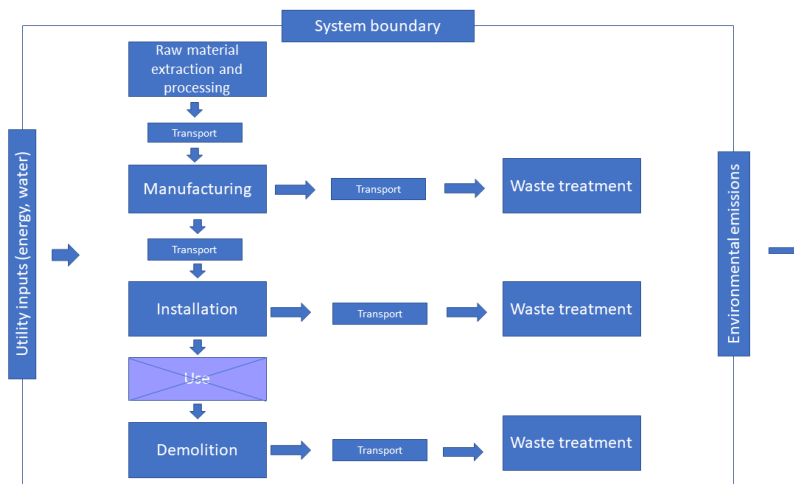 System boundary
Raw material
extraction and
processing
Transport
Utility inputs (energy, water)
Manufacturing
Transport
Waste treatment
Transport
Environmental emissions
Installation
Transport
Waste treatment
Use
Demolition
Transport
Waste treatment